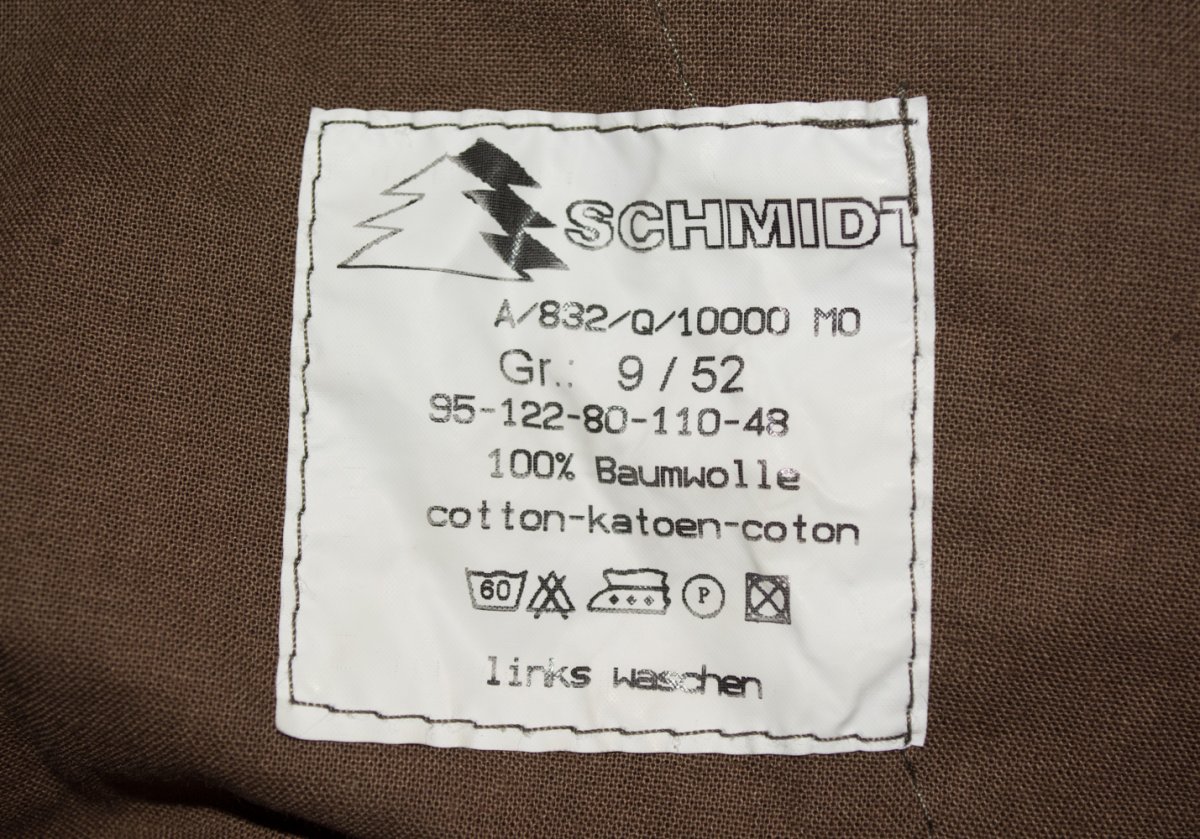 SCHMIDT
A/832/Q/10000 MO
Gr.: 9 / 52
95-122-80-110-48
100% Baumwolle
cotton-katoen-coton
60 P
links waschen